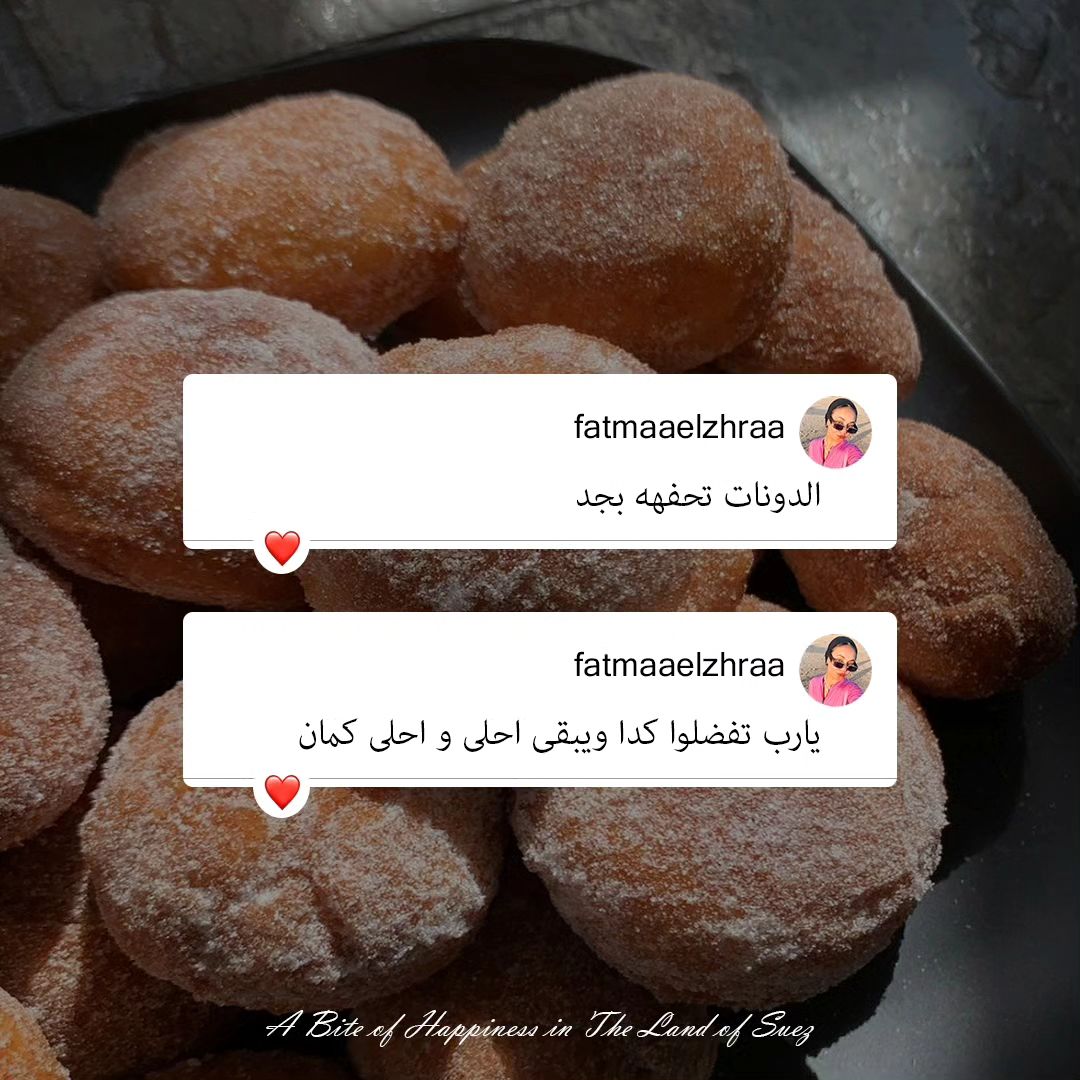 fatmaaelzhraa
الدونات تحفهه بجد
fatmaaelzhraa
يارب تفضلوا كدا ويبقى احلى و احلى كمان
A Bite of Happiness in The Land of Suez